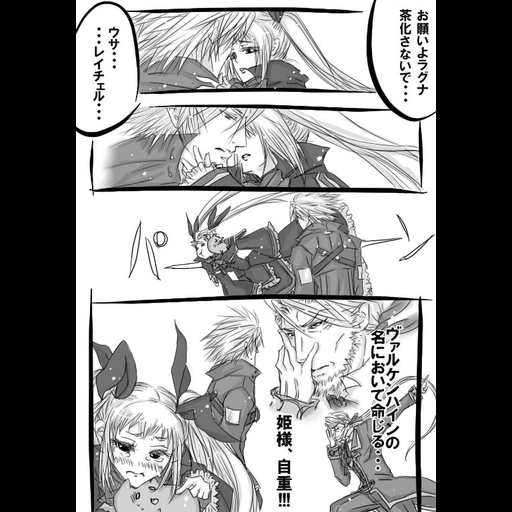 お願いよラグナ
茶化さないで・・・
ウサ・・・
・・・レイチェル・・・
パーン
ヴァルケンハインの
名において命じる・・・
姫様、自重!!!